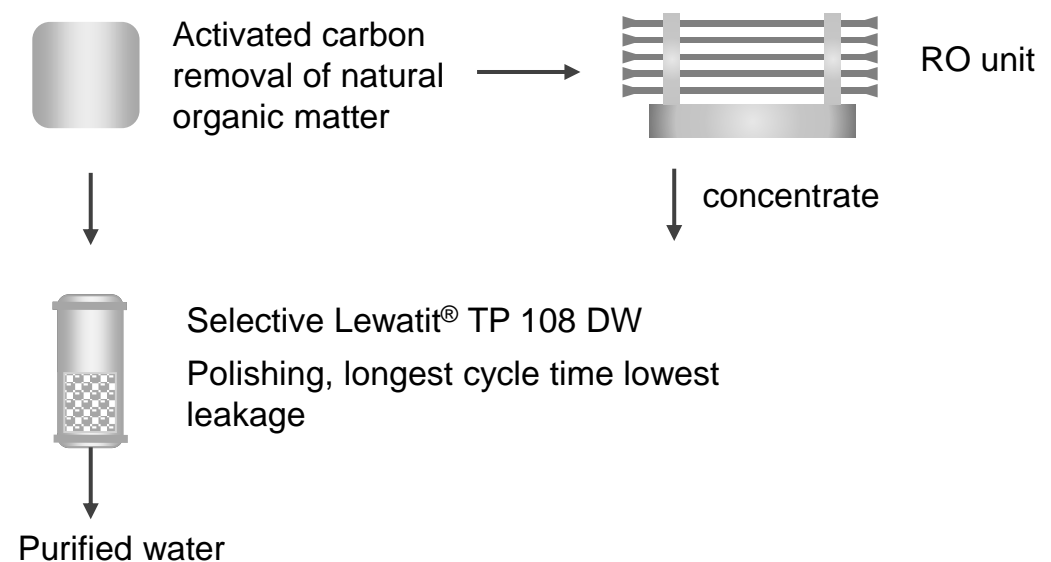 Activated carbon
removal of natural
organic matter
RO unit
concentrate
Selective Lewatit® TP 108 DW
Polishing, longest cycle time lowest
leakage
Purified water